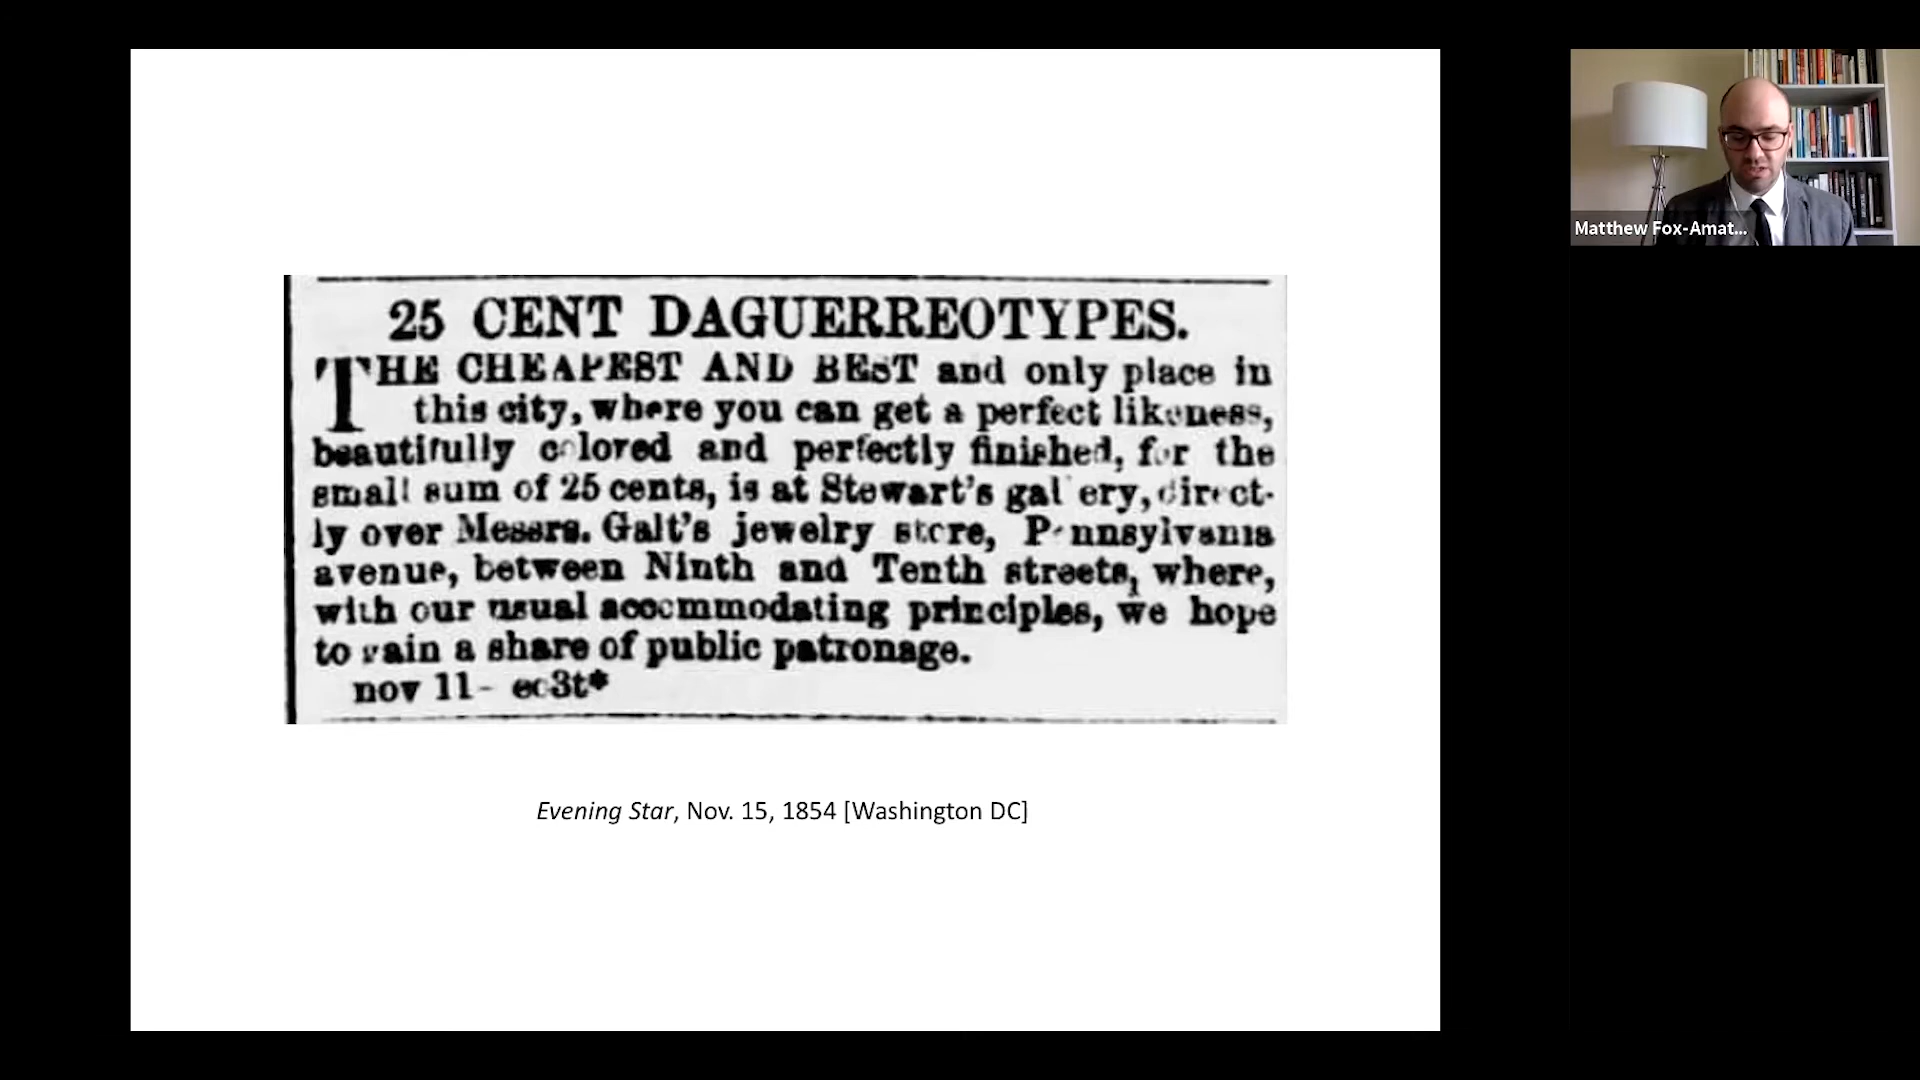 25 CENT DAGUERREOTYPES.
THE CHEAPEST AND BEST and only place in
this city, where you can get a perfect likeness,
beautifully colored and perfectly finished, for the
small sum of 25 cents, is at Stewart's gallery, direct-
ly over Messrs. Galt's jewelry store, Pennsylvania
avenue, between Ninth and Tenth streets, where,
with our usual accommodating principles, we hope
to gain a share of public patronage.
nov 11- eo3t*
Evening Star, Nov. 15, 1854 [Washington DC]
Matthew Fox-Amat...